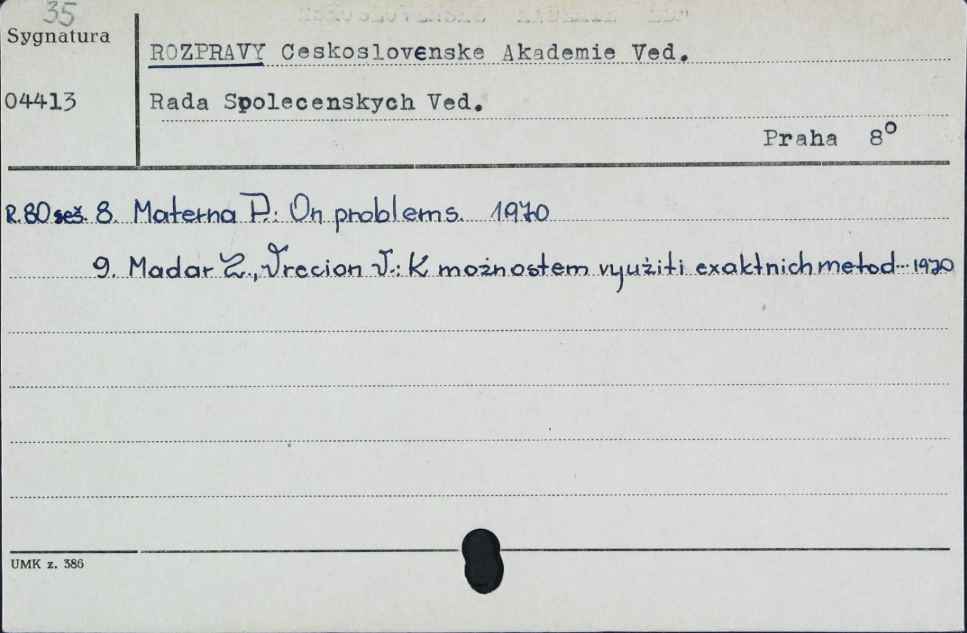 35
Sygnatura
ROZPRAVY Ceskoslovenske Akademie Ved.
04413
Rada Spolecenskych Ved.
Praha 8°
R.80 seš. 8. Materna P.: On problems. 1970
9. Madar Z., Vrecion V.: K možnostem využiti exaktnich metod... 1970
UMK z. 386